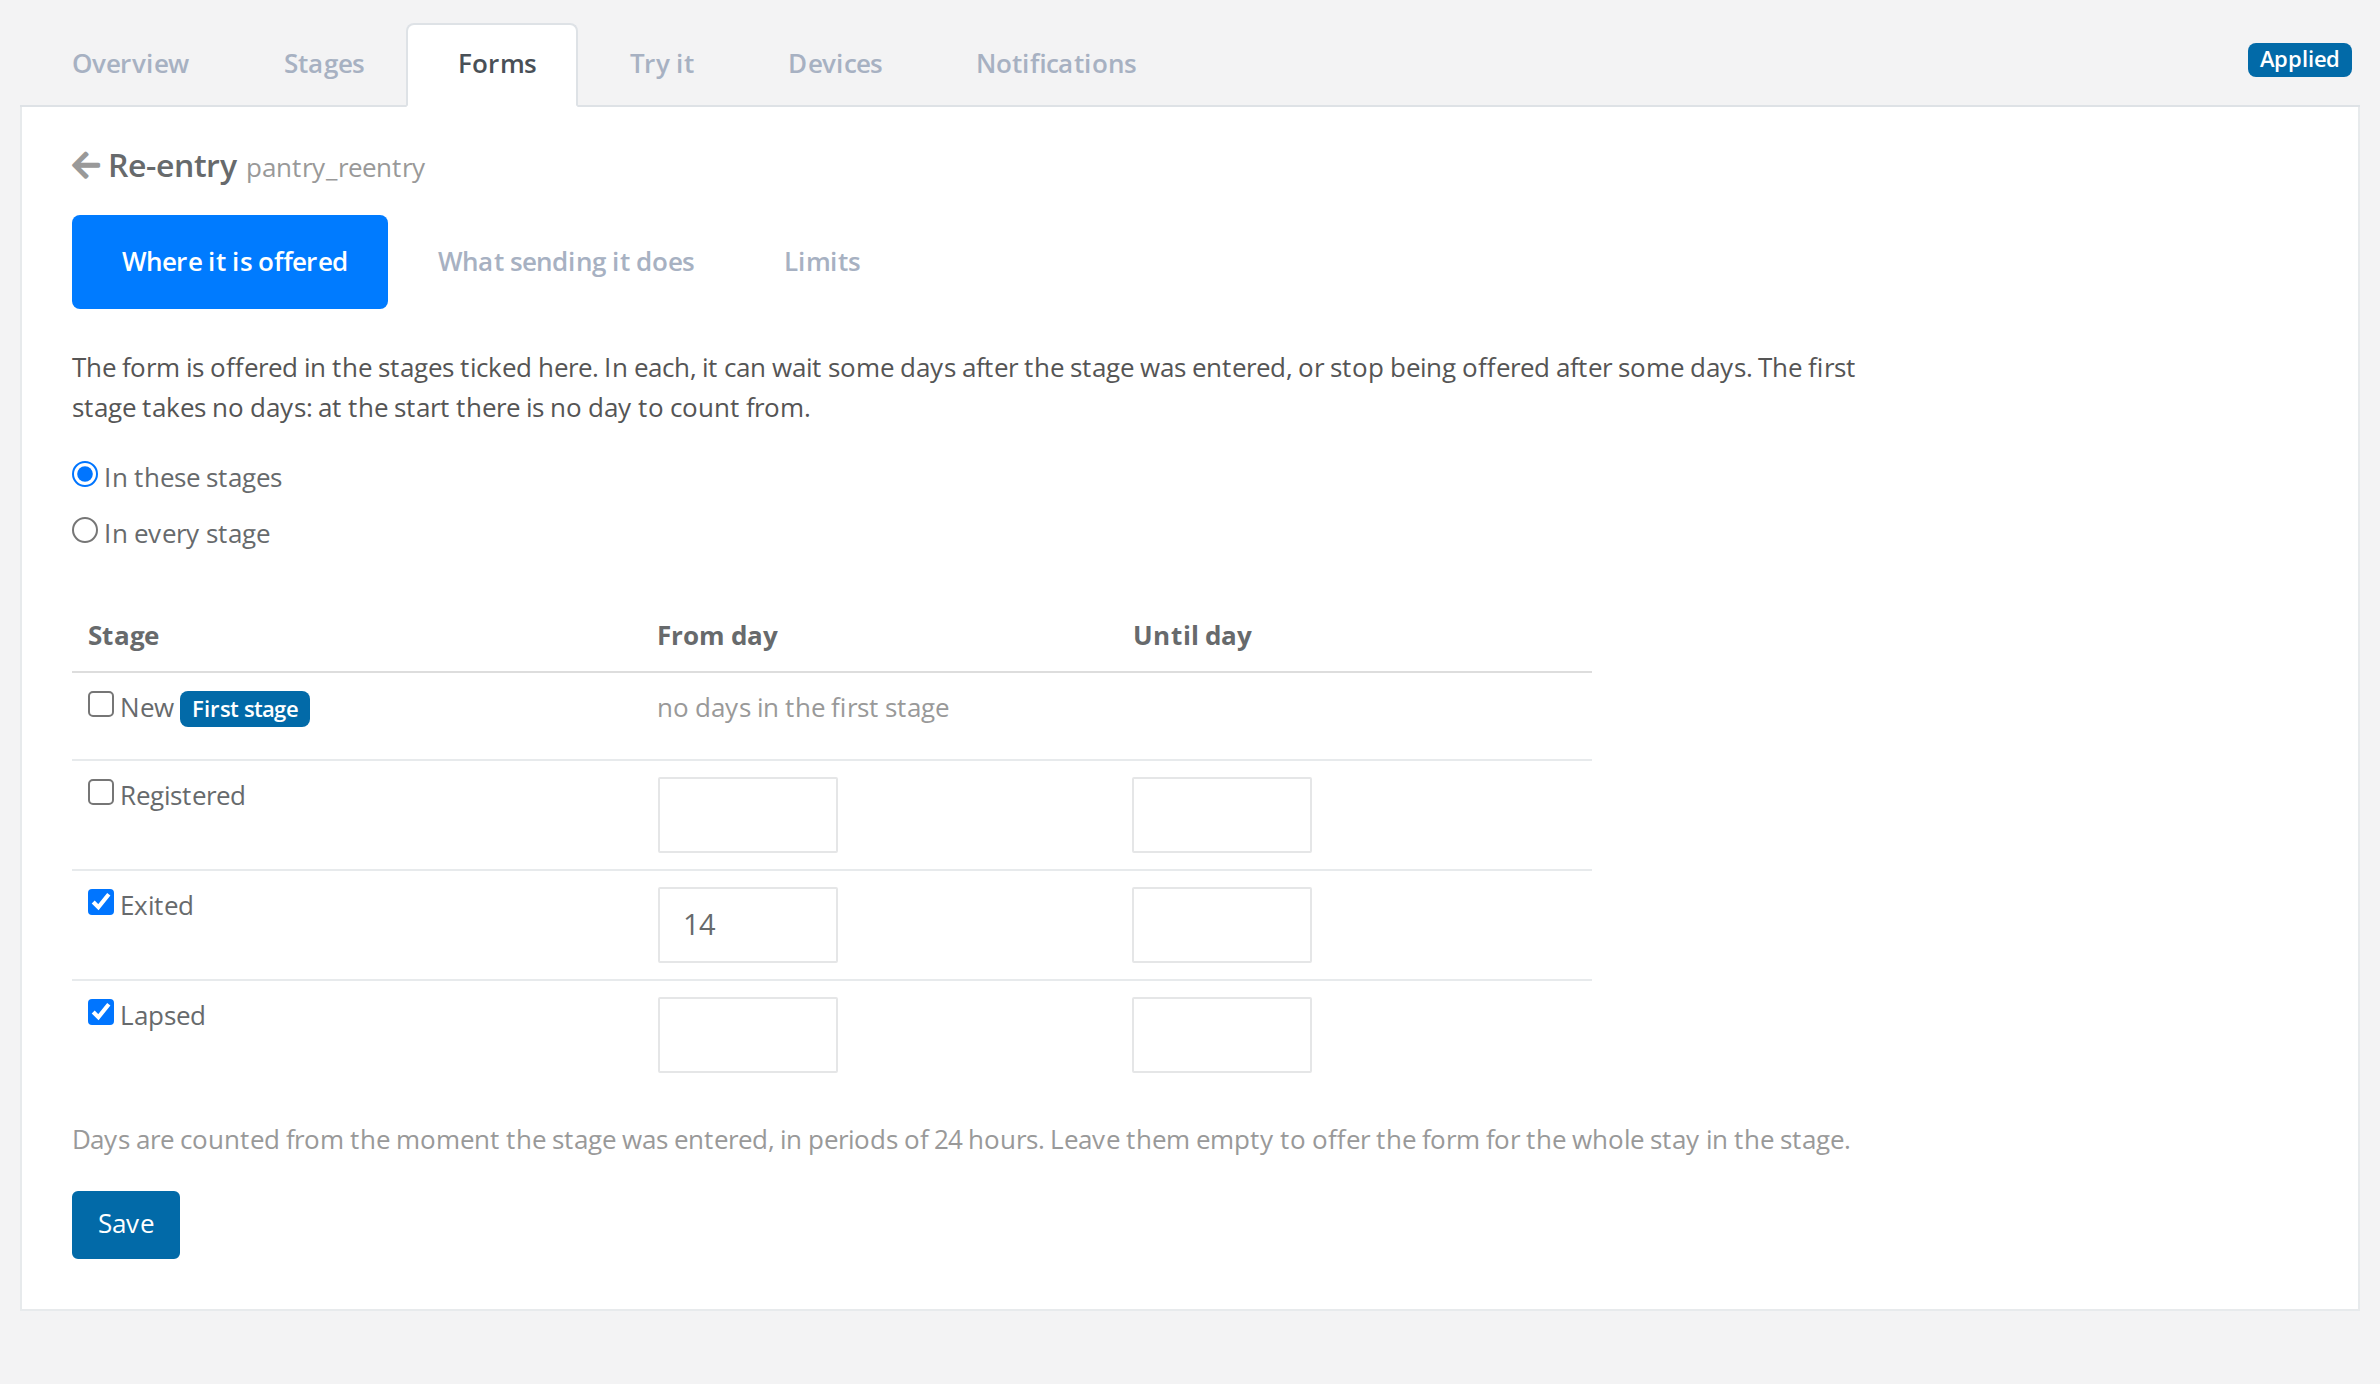 Overview Stages Forms Try it Devices Notifications Applied
Re-entry pantry_reentry
Where it is offered What sending it does Limits
The form is offered in the stages ticked here. In each, it can wait some days after the stage was entered, or stop being offered after some days. The first
stage takes no days: at the start there is no day to count from.
In these stages
In every stage
Stage From day Until day
New First stage no days in the first stage
Registered
Exited 14
Lapsed
Days are counted from the moment the stage was entered, in periods of 24 hours. Leave them empty to offer the form for the whole stay in the stage.
Save